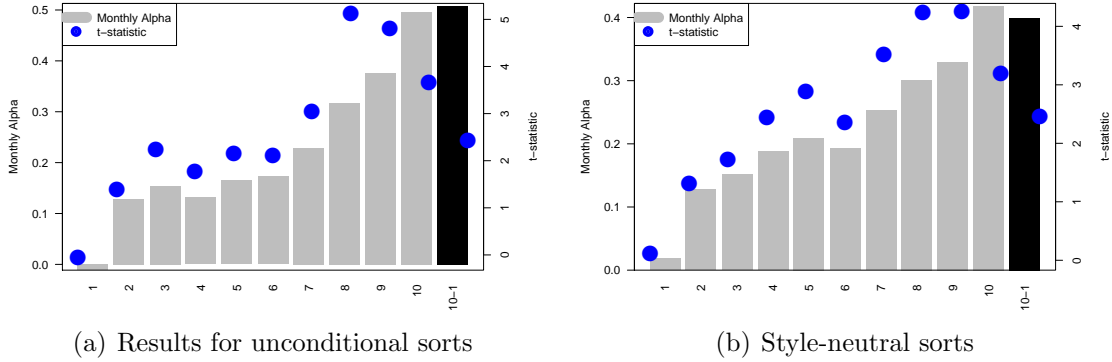 Monthly Alpha
t−statistic
0.5
0.4
0.3
0.2
0.1
0.0
Monthly Alpha
5
4
3
2
1
0
t−statistic
1 2 3 4 5 6 7 8 9 10 10−1
(a) Results for unconditional sorts
Monthly Alpha
t−statistic
0.4
0.3
0.2
0.1
0.0
Monthly Alpha
4
3
2
1
0
t−statistic
1 2 3 4 5 6 7 8 9 10 10−1
(b) Style-neutral sorts